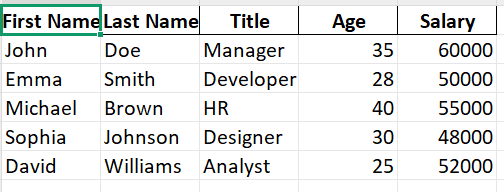 First Name Last Name Title Age Salary
John Doe Manager 35 60000
Emma Smith Developer 28 50000
Michael Brown HR 40 55000
Sophia Johnson Designer 30 48000
David Williams Analyst 25 52000